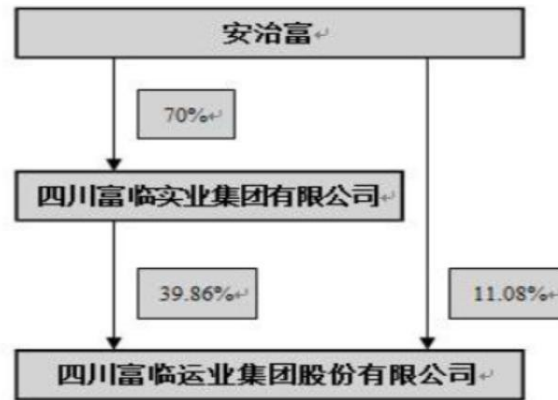 安治富
70%
四川富临实业集团有限公司
39.86%
11.08%
四川富临运业集团股份有限公司